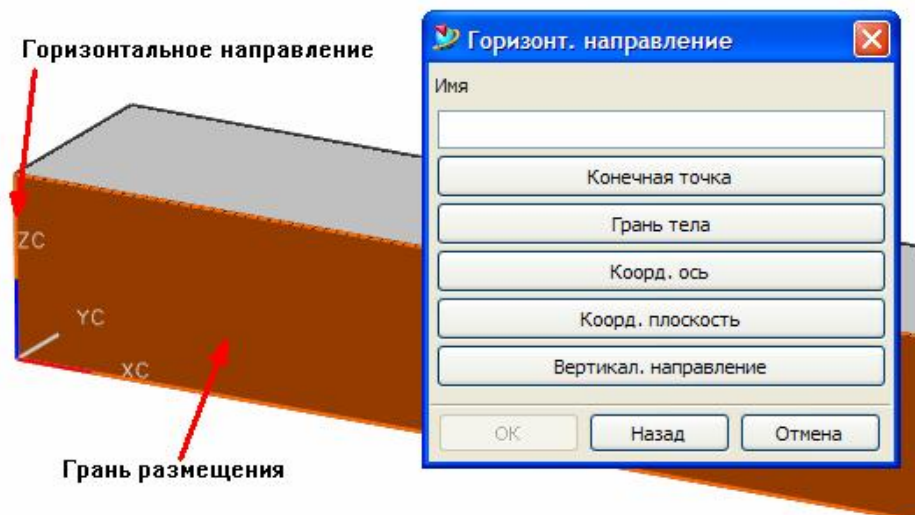 Горизонтальное направление
ZC
YC
XC
Грань размещения
Горизонт. направление
Имя
Конечная точка
Грань тела
Коорд. ось
Коорд. плоскость
Вертикал. направление
ОК
Назад
Отмена